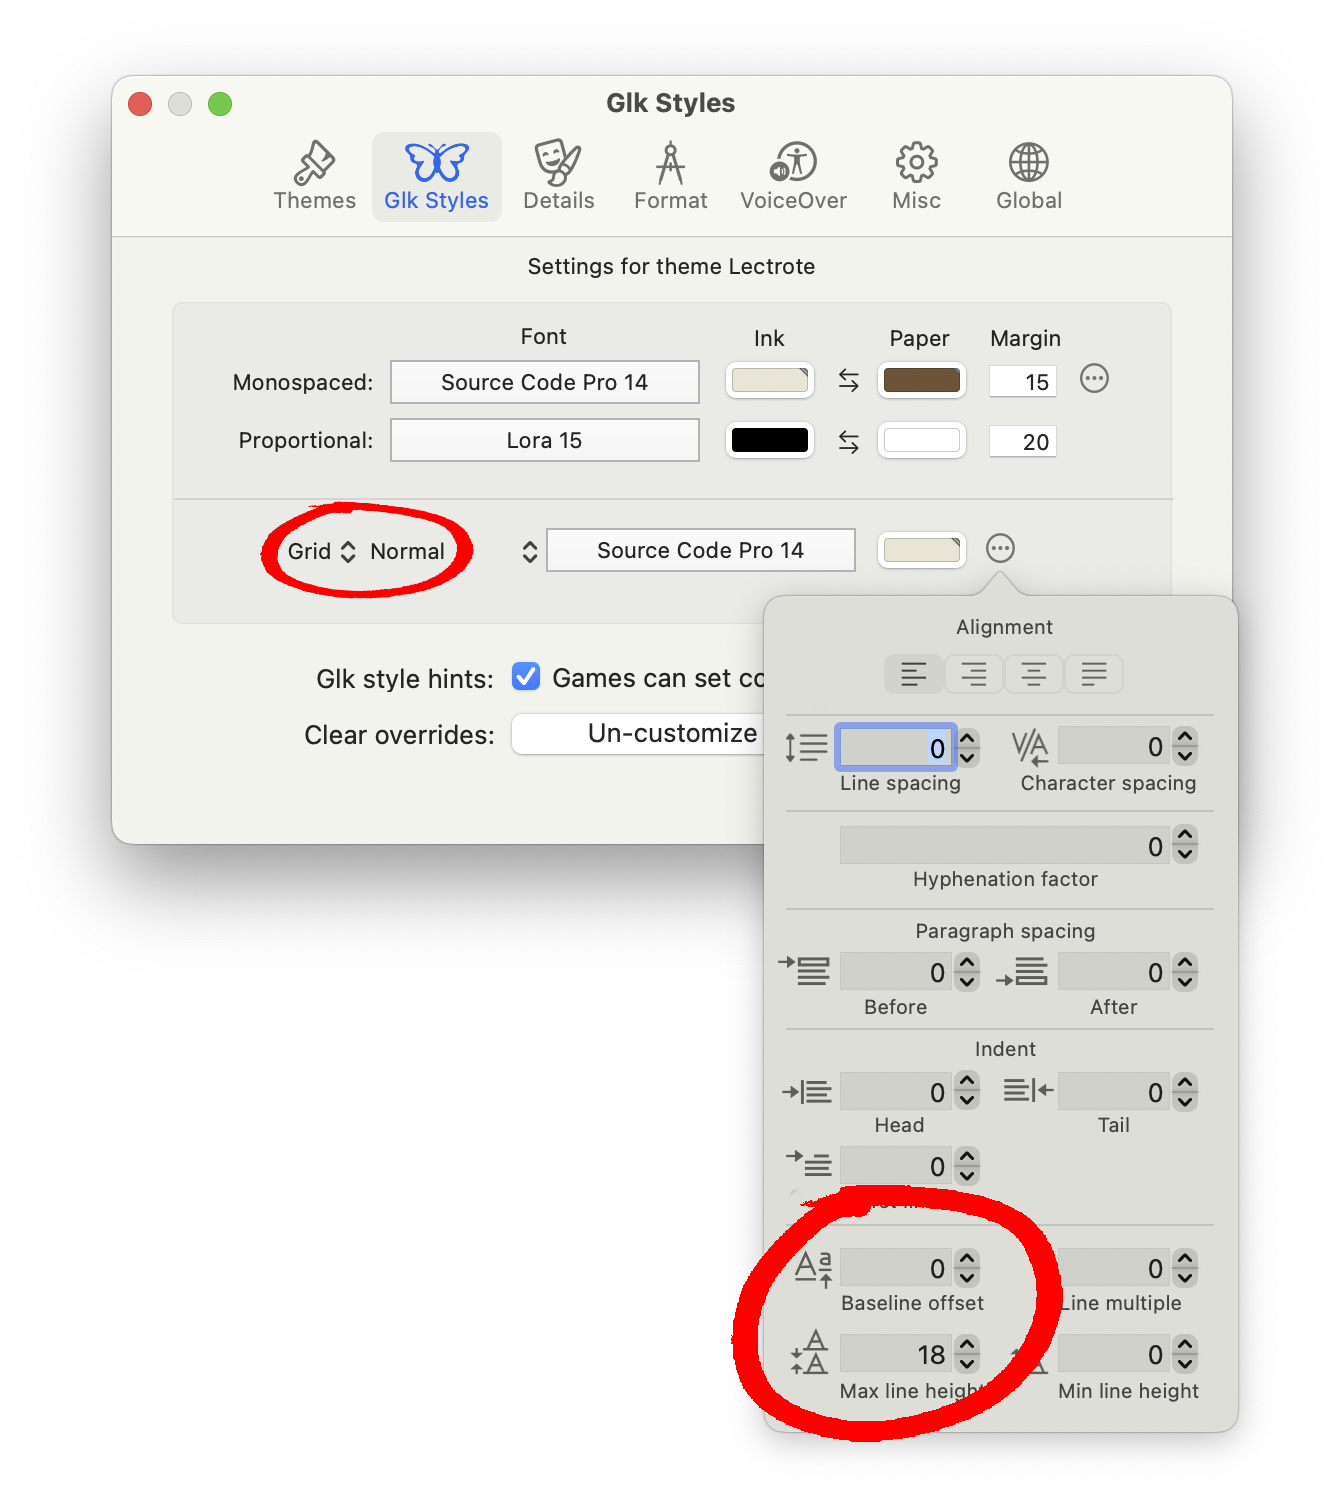 Glk Styles
Themes Glk Styles Details Format VoiceOver Misc Global
Settings for theme Lectrote
Font Ink Paper Margin
Monospaced: Source Code Pro 14 15
Proportional: Lora 15 20
Grid Normal Source Code Pro 14
Alignment
Glk style hints: Games can set co
Clear overrides: Un-customize
0 0
Line spacing Character spacing
0
Hyphenation factor
Paragraph spacing
0 0
Before After
Indent
0 0
Head Tail
0
0 0
Baseline offset Line multiple
18 0
Max line height Min line height